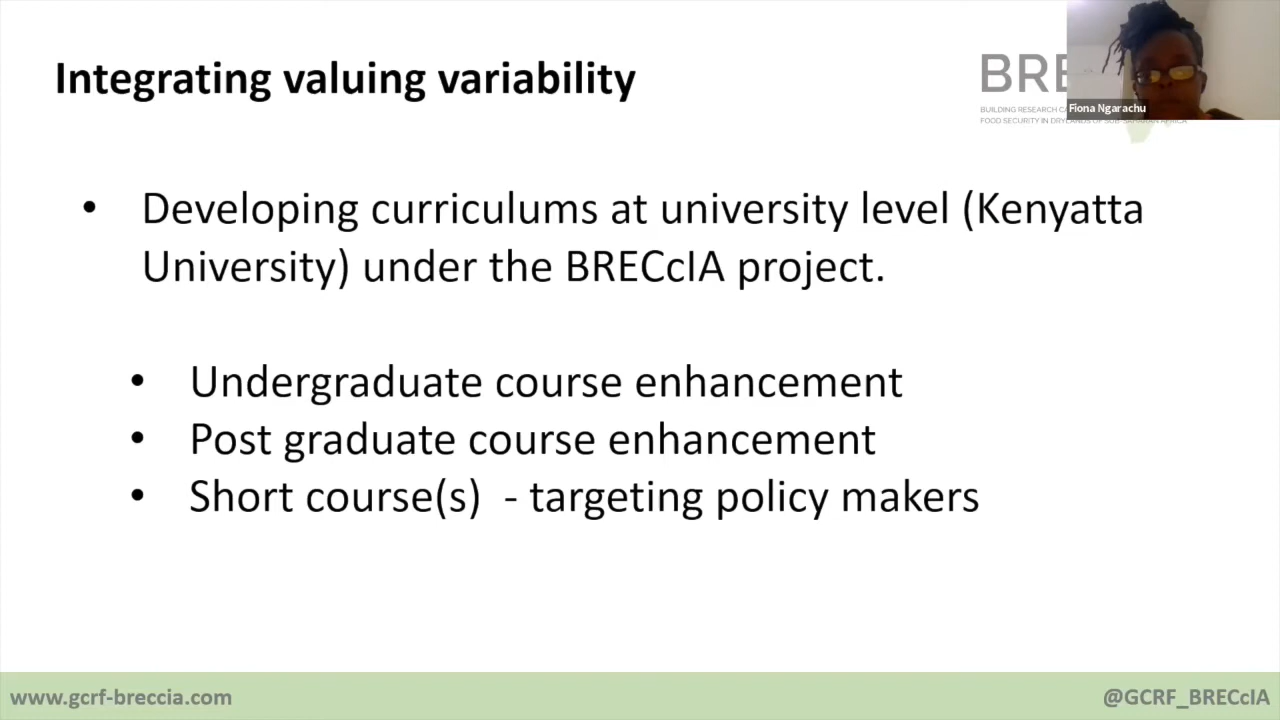 Integrating valuing variability
BRE
BUILDING RESEARCH
FOOD SECURITY IN DRYLANDS OF SUB-SAHARAN AFRICA
Fiona Ngarachu
• Developing curriculums at university level (Kenyatta
University) under the BRECcIA project.
• Undergraduate course enhancement
• Post graduate course enhancement
• Short course(s) - targeting policy makers
www.gcrf-breccia.com
@GCRF_BRECcIA